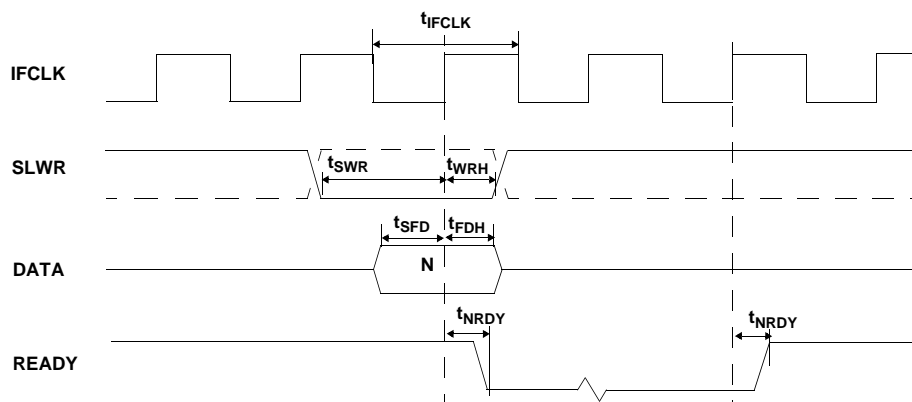 tIFCLK
IFCLK
SLWR
tSWR
tWRH
tSFD
tFDH
DATA
N
tNRDY
tNRDY
READY